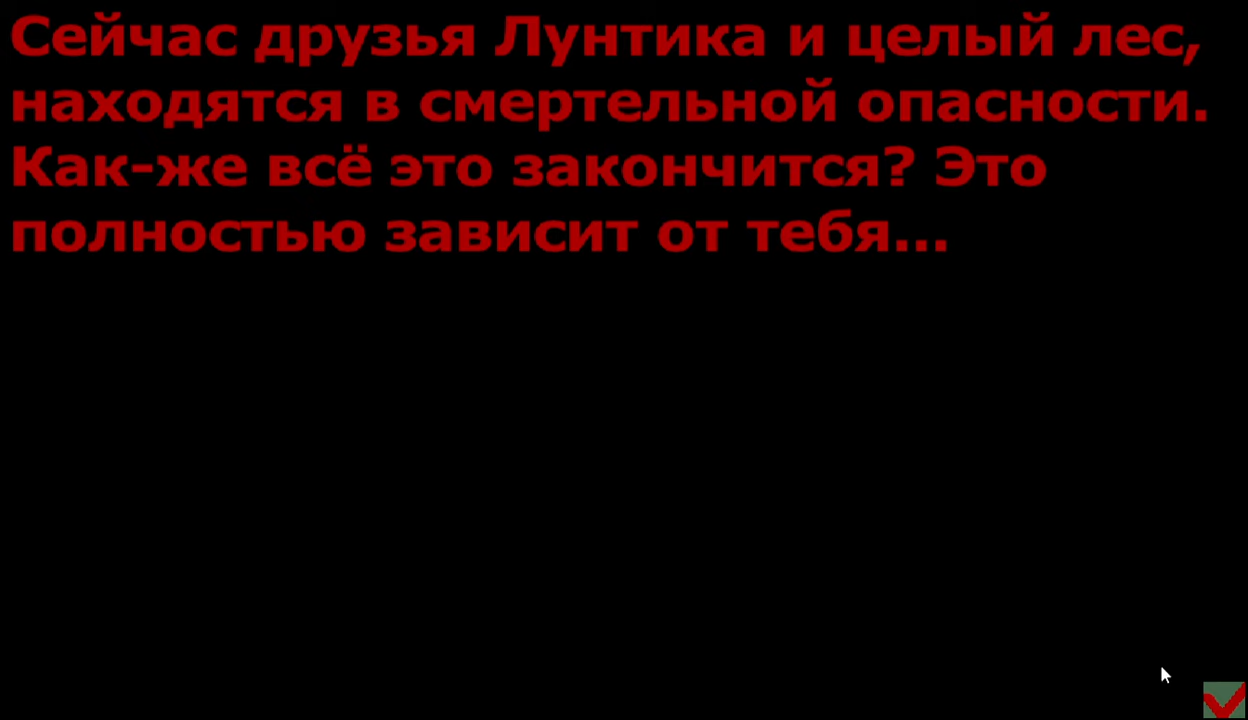 Сейчас друзья Лунтика и целый лес,
находятся в смертельной опасности.
Как-же всё это закончится? Это
полностью зависит от тебя...